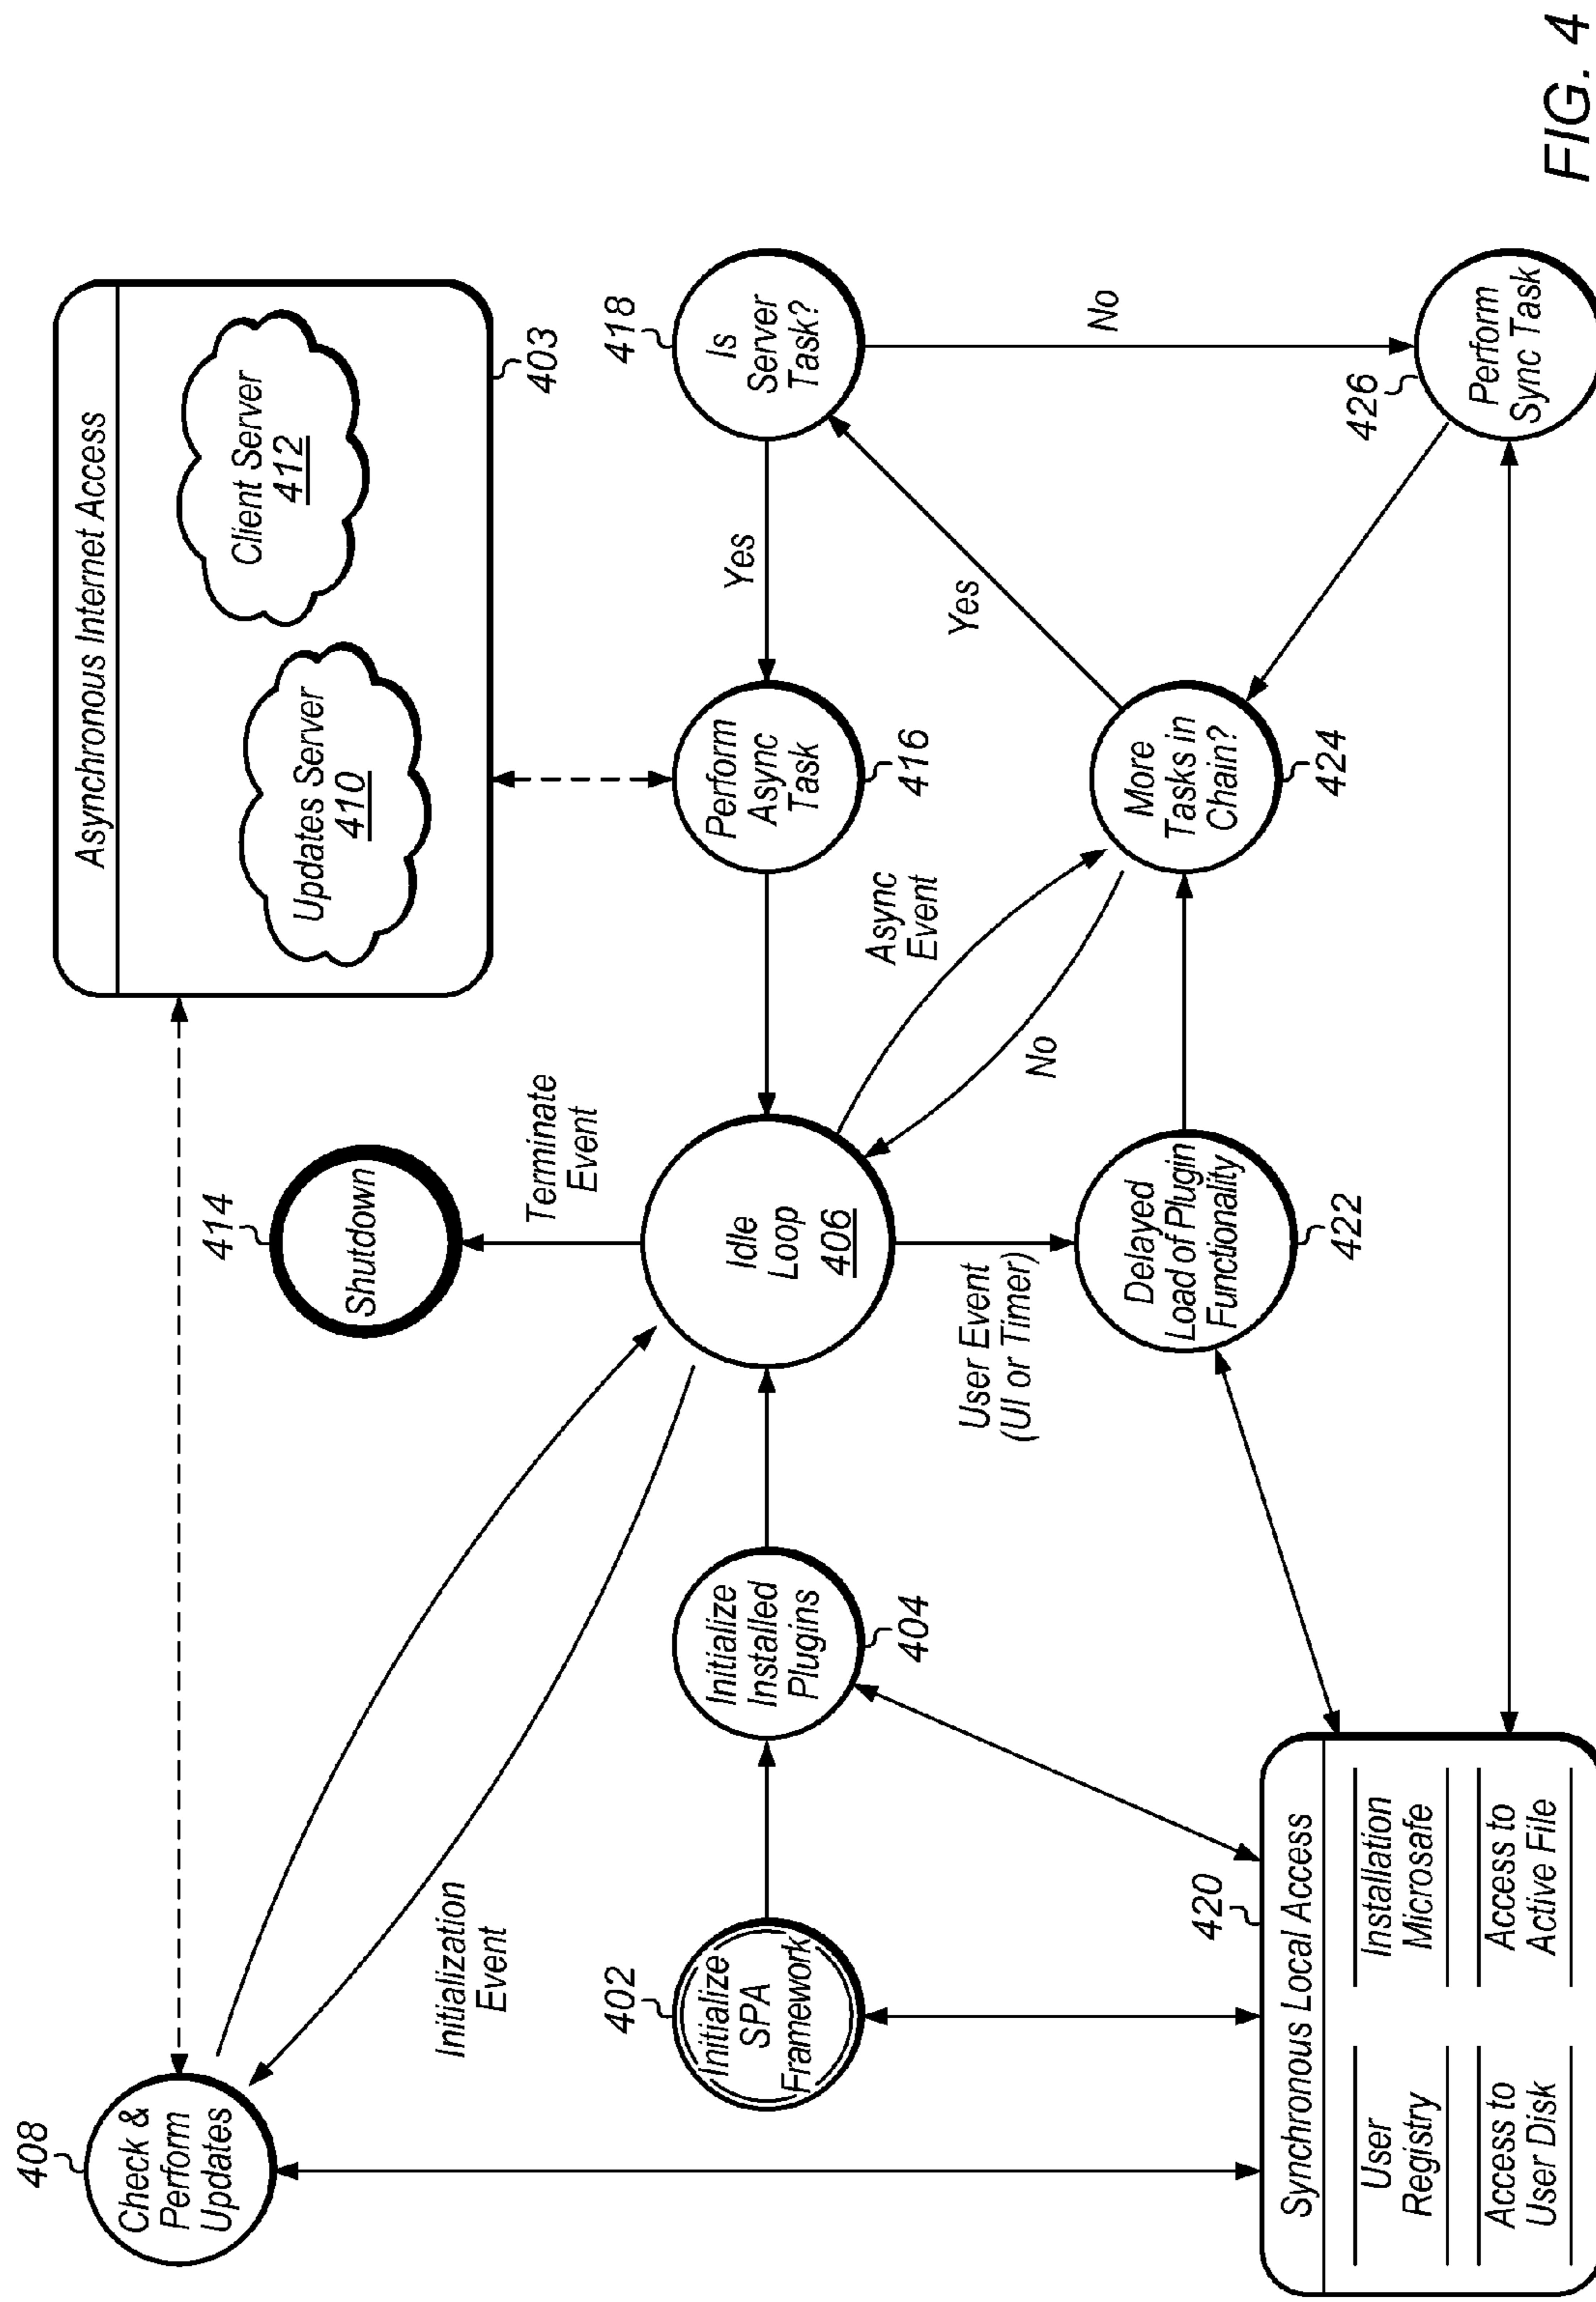 408
Check &
Perform
Updates
Asynchronous Internet Access
Updates Server
410
Client Server
412
403
414
Shutdown
Initialization
Event
Terminate
Event
402
Initialize
SPA
Framework
Initialize
Installed
Plugins
404
Idle
Loop
406
Perform
Async
Task
416
Yes
418
Is
Server
Task?
Async
Event
No
Yes
No
User Event
(UI or Timer)
Delayed
Load of Plugin
Functionality
422
More
Tasks in
Chain?
424
420
Synchronous Local Access
User
Registry
Installation
Microsafe
Access to
User Disk
Access to
Active File
426
Perform
Sync Task
FIG. 4